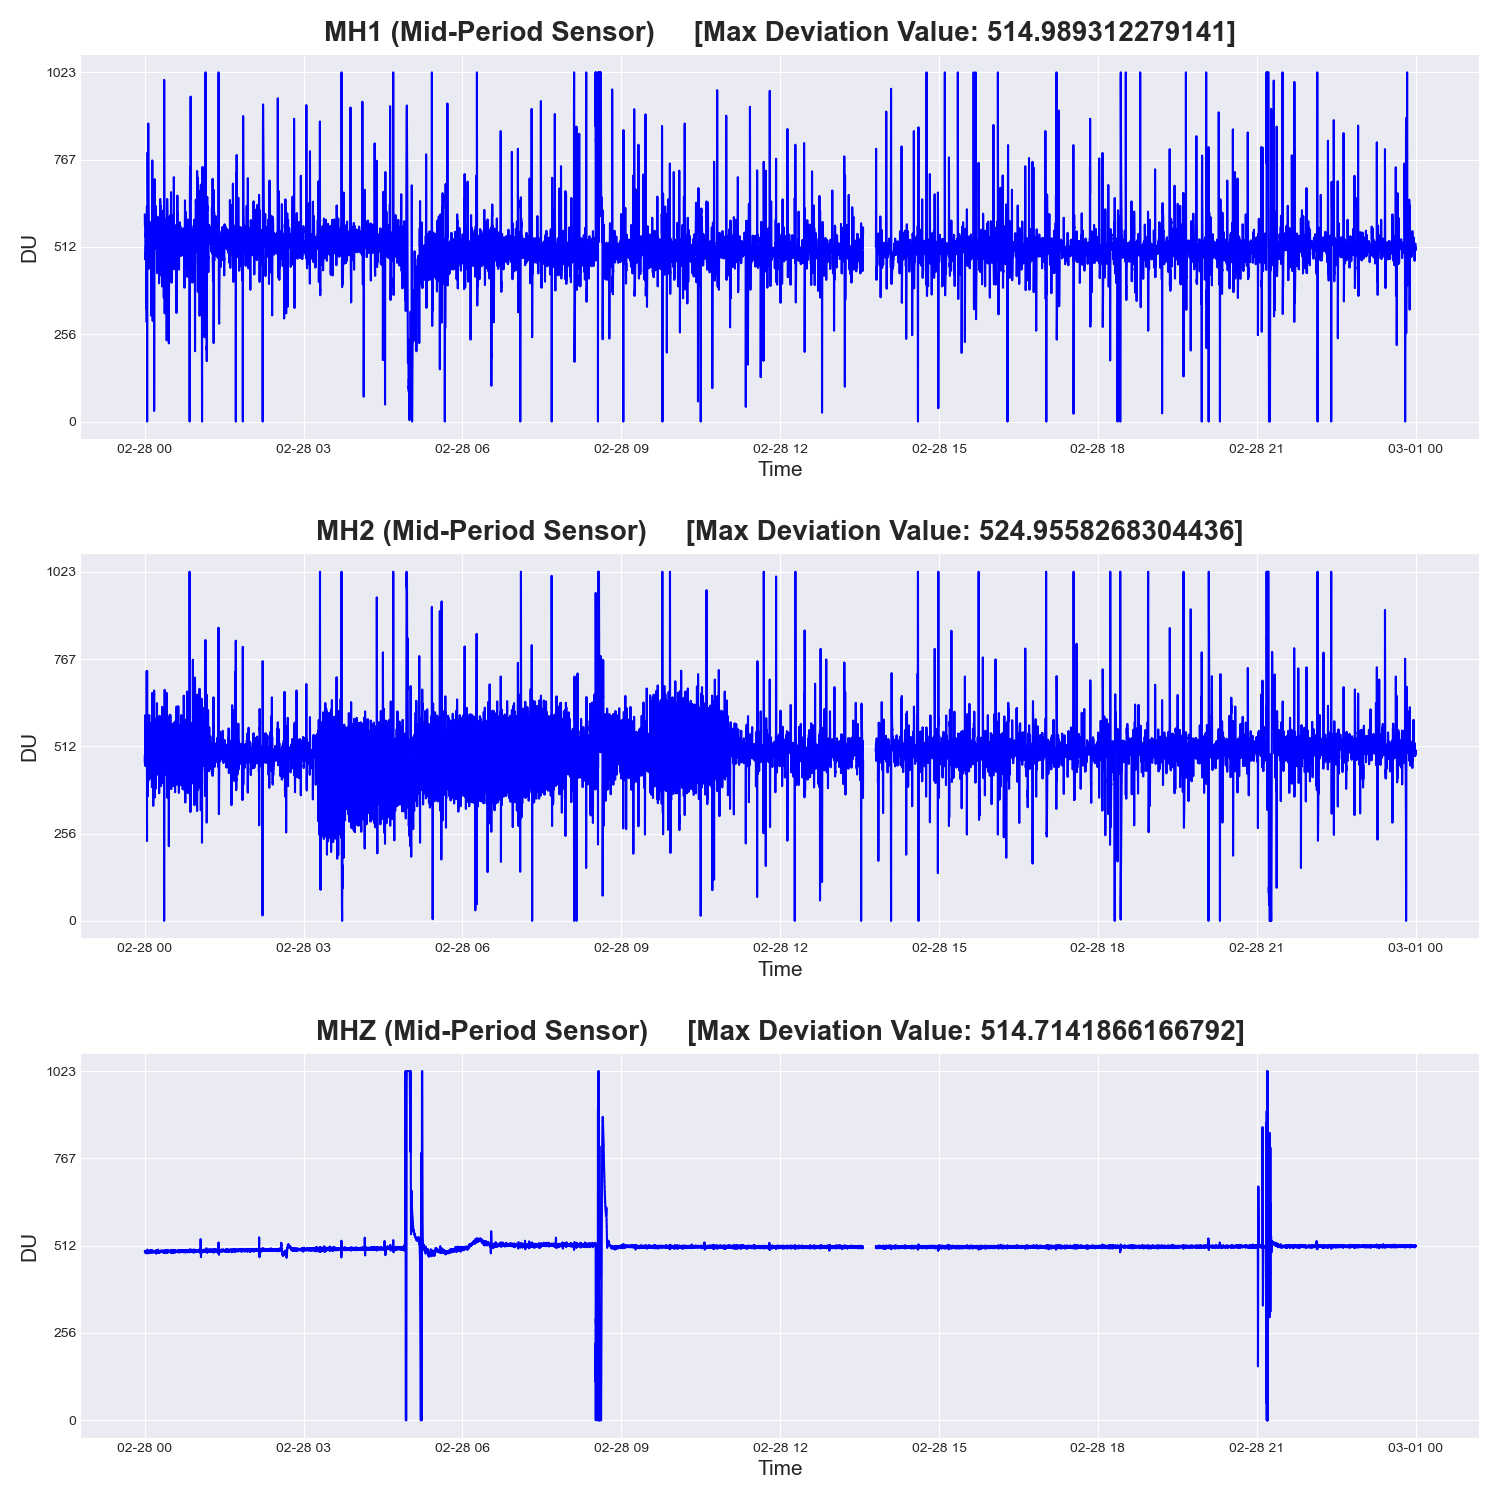 MH1 (Mid-Period Sensor) [Max Deviation Value: 514.989312279141]
1023
767
512
256
0
DU
02-28 00 02-28 03 02-28 06 02-28 09 02-28 12 02-28 15 02-28 18 02-28 21 03-01 00
Time
MH2 (Mid-Period Sensor) [Max Deviation Value: 524.9558268304436]
1023
767
512
256
0
DU
02-28 00 02-28 03 02-28 06 02-28 09 02-28 12 02-28 15 02-28 18 02-28 21 03-01 00
Time
MHZ (Mid-Period Sensor) [Max Deviation Value: 514.7141866166792]
1023
767
512
256
0
DU
02-28 00 02-28 03 02-28 06 02-28 09 02-28 12 02-28 15 02-28 18 02-28 21 03-01 00
Time